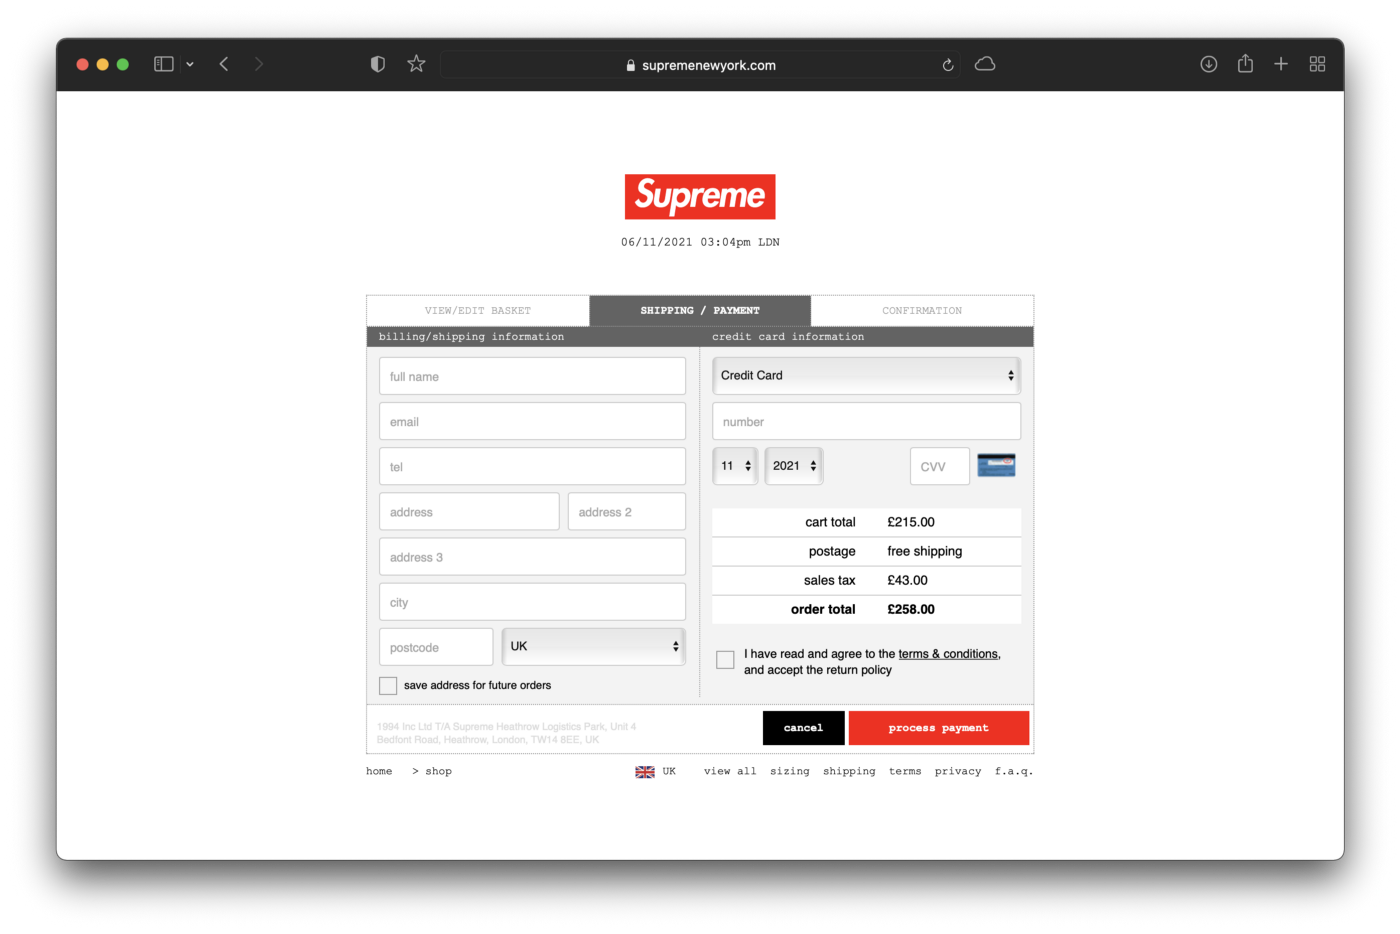 supremenewyork.com
Supreme
06/11/2021 03:04pm LDN
VIEW/EDIT BASKET
SHIPPING / PAYMENT
CONFIRMATION
billing/shipping information
credit card information
full name
email
tel
address
address 2
address 3
city
postcode
UK
save address for future orders
Credit Card
number
11
2021
CVV
cart total £215.00
postage free shipping
sales tax £43.00
order total £258.00
I have read and agree to the terms & conditions,
and accept the return policy
1994 Inc Ltd T/A Supreme Heathrow Logistics Park, Unit 4
Bedfont Road, Heathrow, London, TW14 8EE, UK
cancel
process payment
home > shop
UK
view all sizing shipping terms privacy f.a.q.